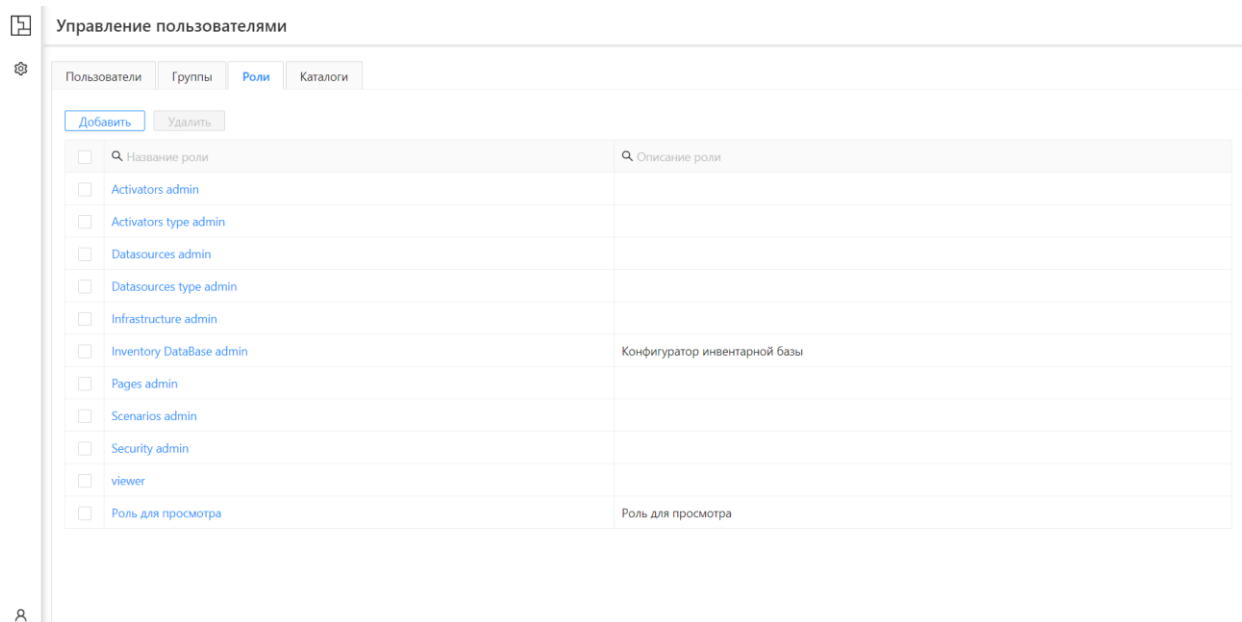 Управление пользователями
Пользователи Группы Роли Каталоги
Добавить Удалить
Название роли Описание роли
Activators admin
Activators type admin
Datasources admin
Datasources type admin
Infrastructure admin
Inventory DataBase admin Конфигуратор инвентарной базы
Pages admin
Scenarios admin
Security admin
viewer
Роль для просмотра Роль для просмотра